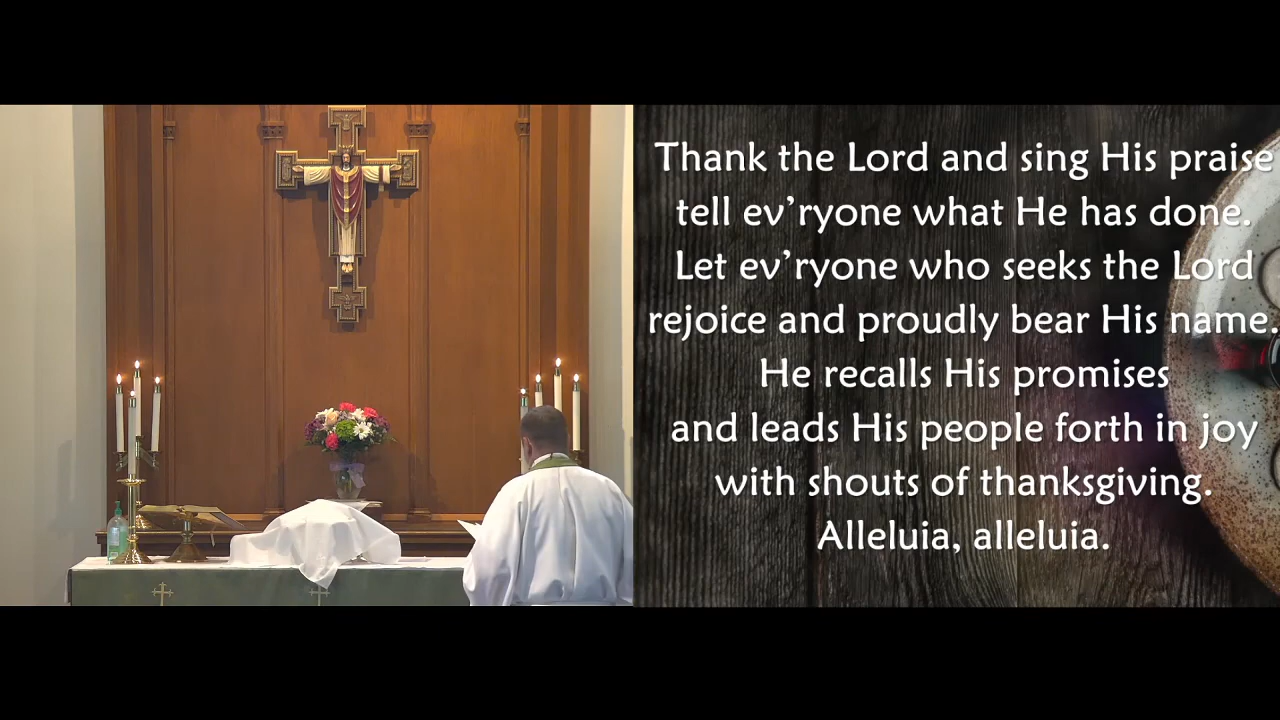 Thank the Lord and sing His praise
tell ev’ryone what He has done.
Let ev’ryone who seeks the Lord
rejoice and proudly bear His name.
He recalls His promises
and leads His people forth in joy
with shouts of thanksgiving.
Alleluia, alleluia.